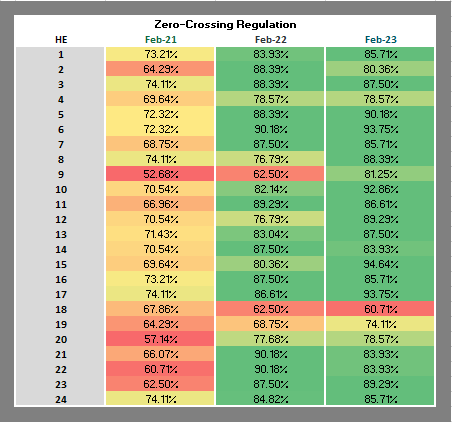 Zero-Crossing Regulation
HE Feb-21 Feb-22 Feb-23
1 73.21% 83.93% 85.71%
2 64.29% 88.39% 80.36%
3 74.11% 88.39% 87.50%
4 69.64% 78.57% 78.57%
5 72.32% 88.39% 90.18%
6 72.32% 90.18% 93.75%
7 68.75% 87.50% 85.71%
8 74.11% 76.79% 88.39%
9 52.68% 62.50% 81.25%
10 70.54% 82.14% 92.86%
11 66.96% 89.29% 86.61%
12 70.54% 76.79% 89.29%
13 71.43% 83.04% 87.50%
14 70.54% 87.50% 83.93%
15 69.64% 80.36% 94.64%
16 73.21% 87.50% 85.71%
17 74.11% 86.61% 93.75%
18 67.86% 62.50% 60.71%
19 64.29% 68.75% 74.11%
20 57.14% 77.68% 78.57%
21 66.07% 90.18% 83.93%
22 60.71% 90.18% 83.93%
23 62.50% 87.50% 89.29%
24 74.11% 84.82% 85.71%